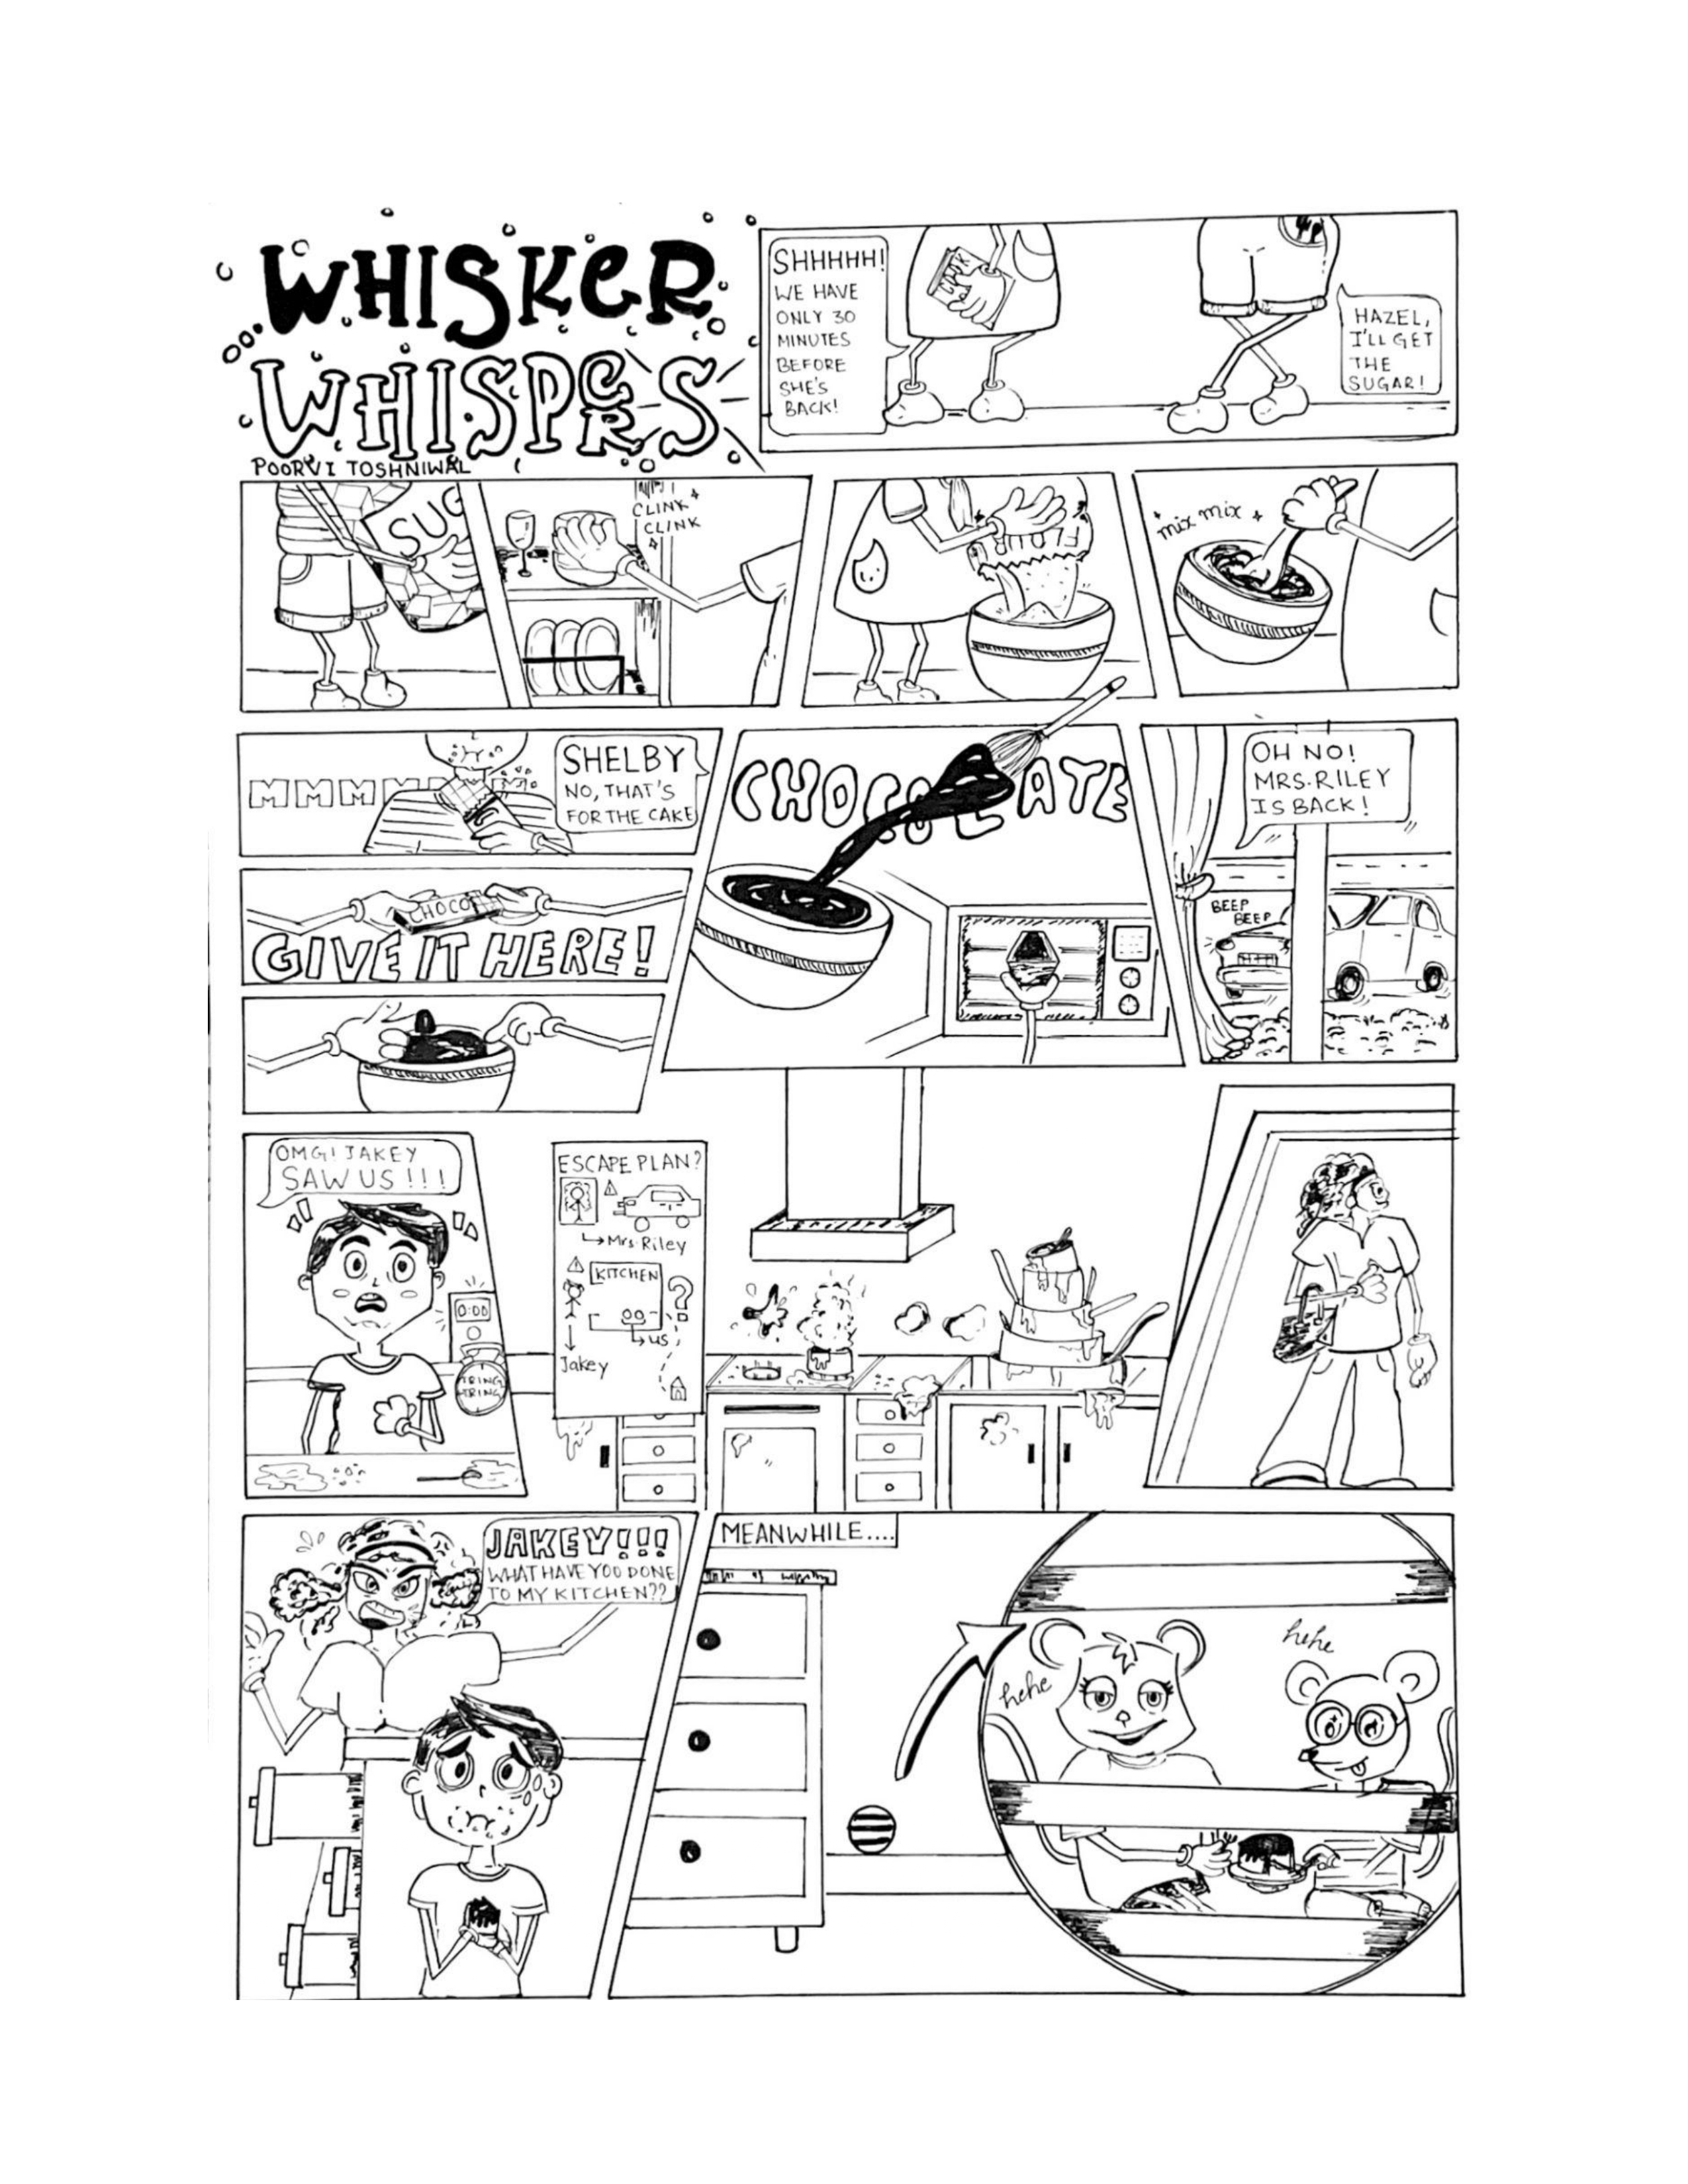 WHISKER
WHISPERS
POORVI TOSHNIWAL
SHHHHH!
WE HAVE
ONLY 30
MINUTES
BEFORE
SHE'S
BACK!
MILK
HAZEL,
I'LL GET
THE
SUGAR!
SUG
CLINK
CLINK
FLOUR
mix mix
MMMMMMM
SHELBY
NO, THAT'S
FOR THE CAKE
CHOCO
GIVE IT HERE!
CHOCOLATE
OH NO!
MRS. RILEY
IS BACK!
BEEP
BEEP
OMG! JAKEY
SAW US!!!
0:00
TRING
TRING
ESCAPE PLAN?
Mrs. Riley
KITCHEN
?
us
Jakey
JAKEY!!!
WHAT HAVE YOU DONE
TO MY KITCHEN??
MEANWHILE....
hehe
hehe